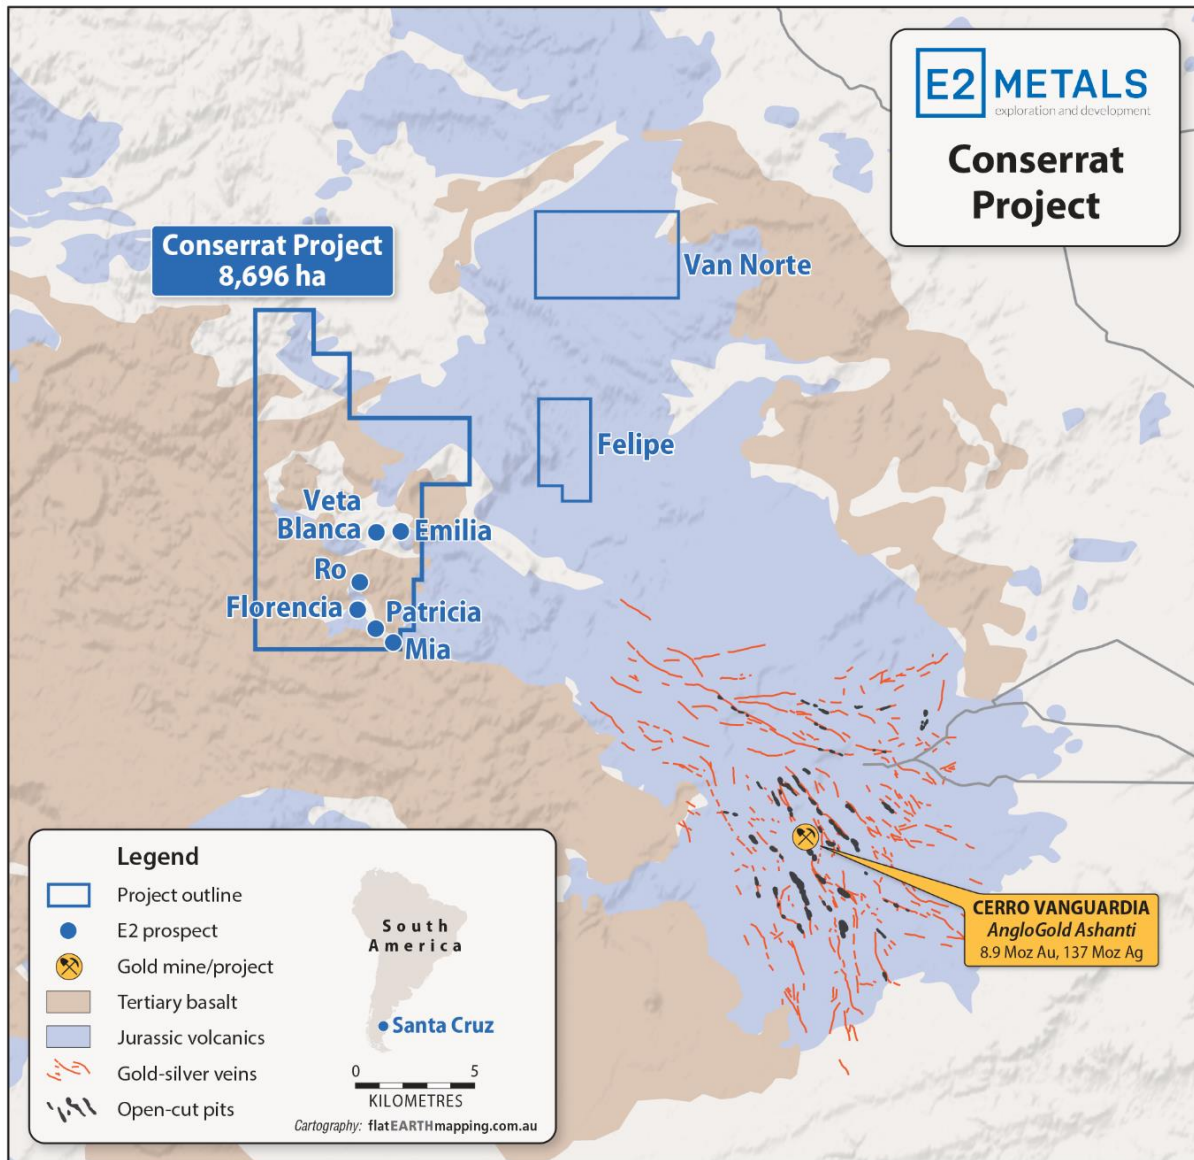 E2 METALS
exploration and development
Conserrat
Project
Conserrat Project
8,696 ha
Van Norte
Felipe
Veta
Blanca
Emilia
Ro
Florencia
Patricia
Mia
CERRO VANGUARDIA
AngloGold Ashanti
8.9 Moz Au, 137 Moz Ag
Legend
Project outline
E2 prospect
Gold mine/project
Tertiary basalt
Jurassic volcanics
Gold-silver veins
Open-cut pits
South
America
Santa Cruz
0 5
KILOMETRES
Cartography: flatEARTHmapping.com.au